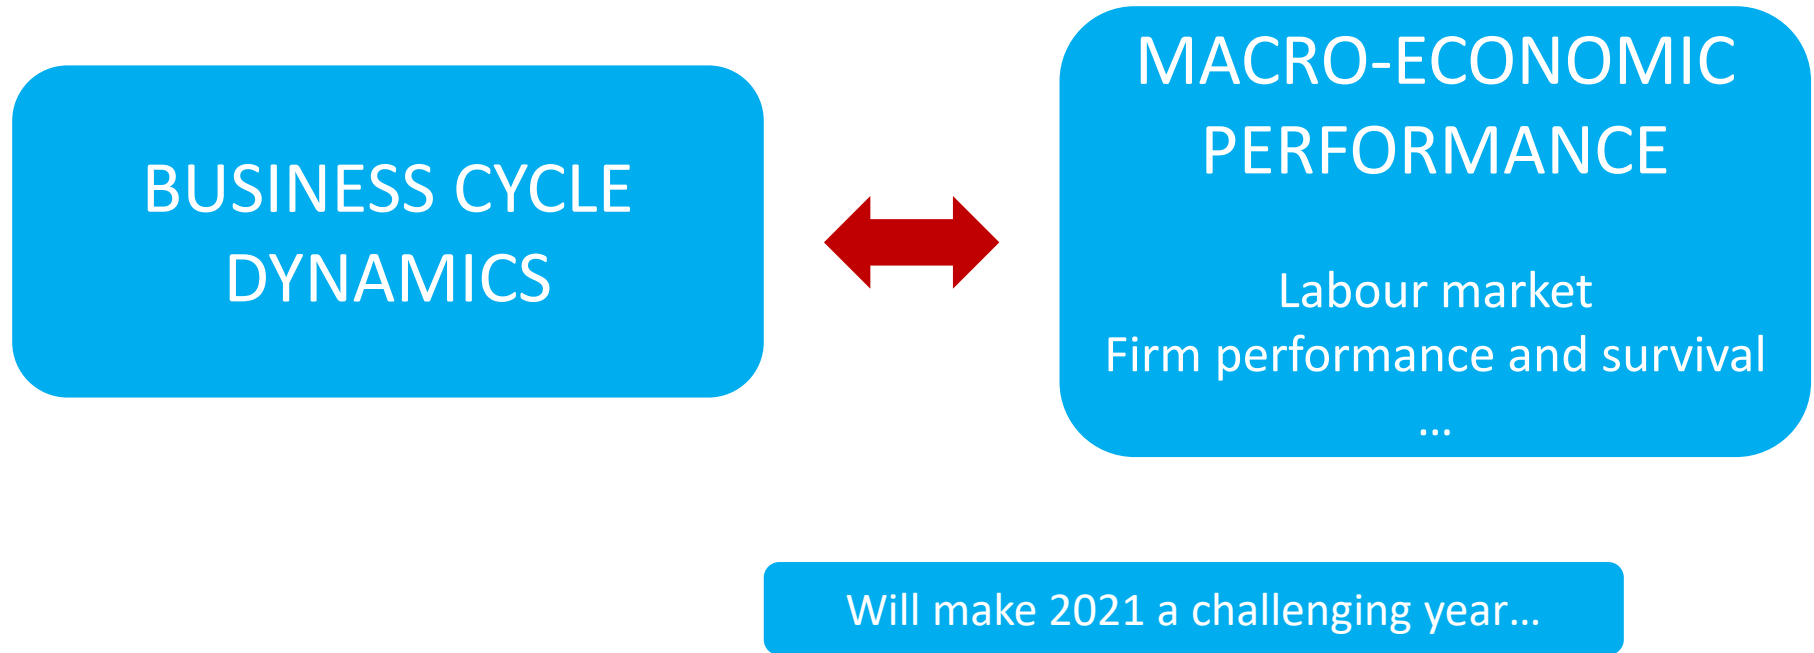 BUSINESS CYCLE
DYNAMICS
MACRO-ECONOMIC
PERFORMANCE
Labour market
Firm performance and survival
…
Will make 2021 a challenging year…